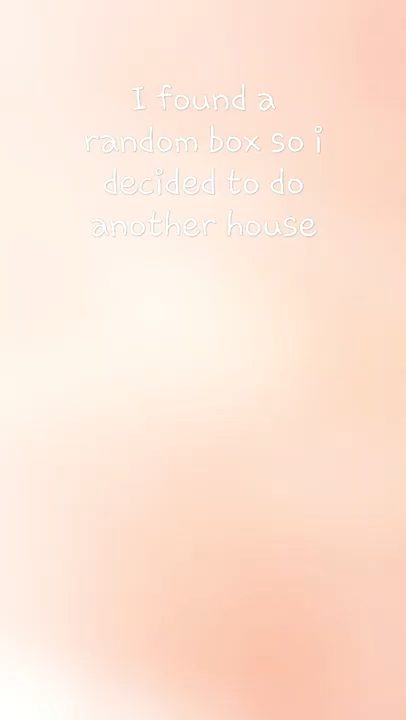 I found a
random box so i
decided to do
another house